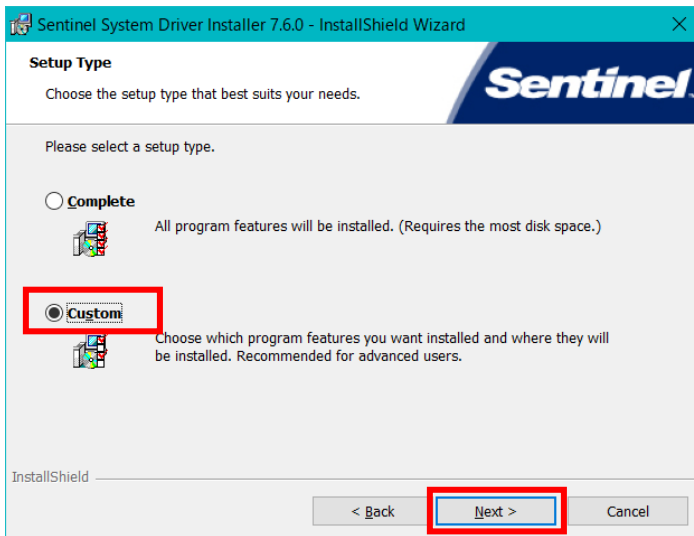 Sentinel System Driver Installer 7.6.0 - InstallShield Wizard
Setup Type
Choose the setup type that best suits your needs.
Sentinel.
Please select a setup type.
Complete
All program features will be installed. (Requires the most disk space.)
Custom
Choose which program features you want installed and where they will
be installed. Recommended for advanced users.
InstallShield
< Back
Next >
Cancel